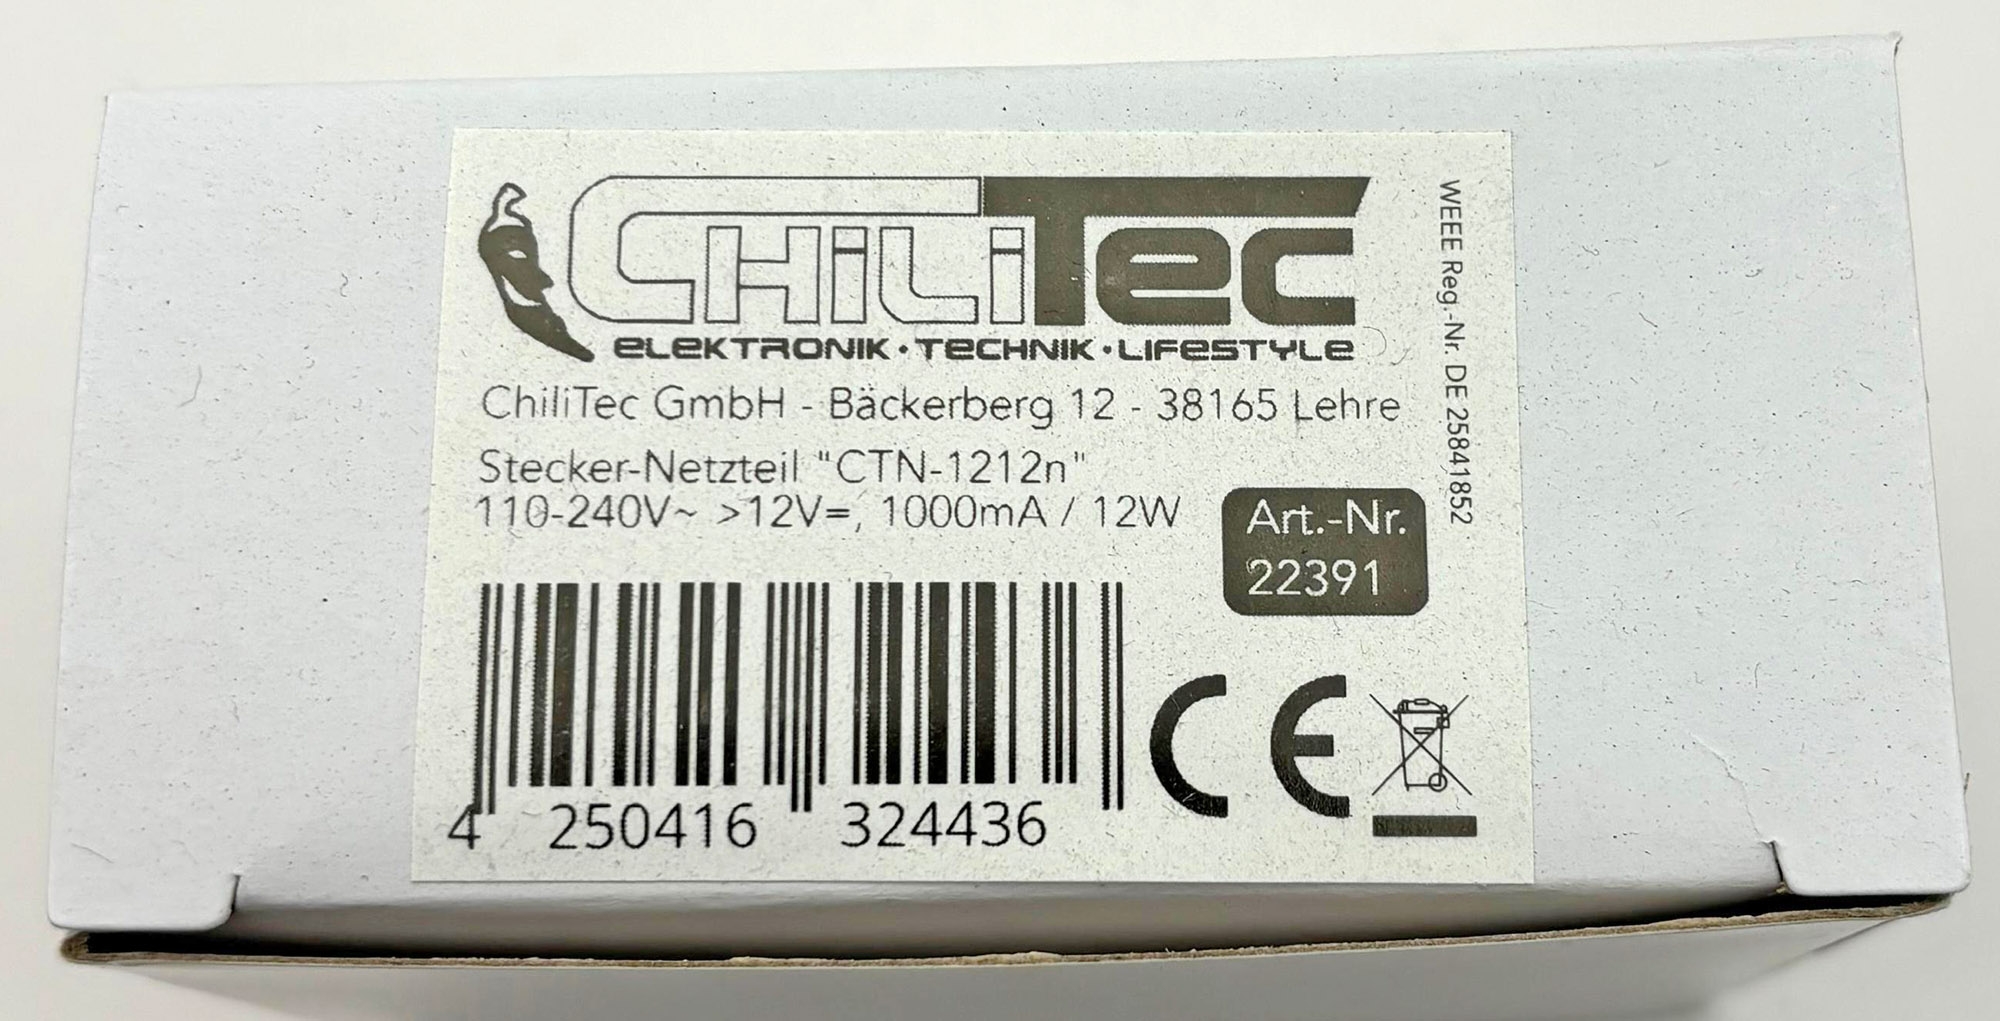 CHiLiTec
ELEKTRONIK · TECHNIK · LIFESTYLE
ChiliTec GmbH - Bäckerberg 12 - 38165 Lehre
Stecker-Netzteil "CTN-1212n"
110-240V~ >12V=, 1000mA / 12W
Art.-Nr.
22391
WEEE Reg.-Nr. DE 25841852
4 250416 324436
CE